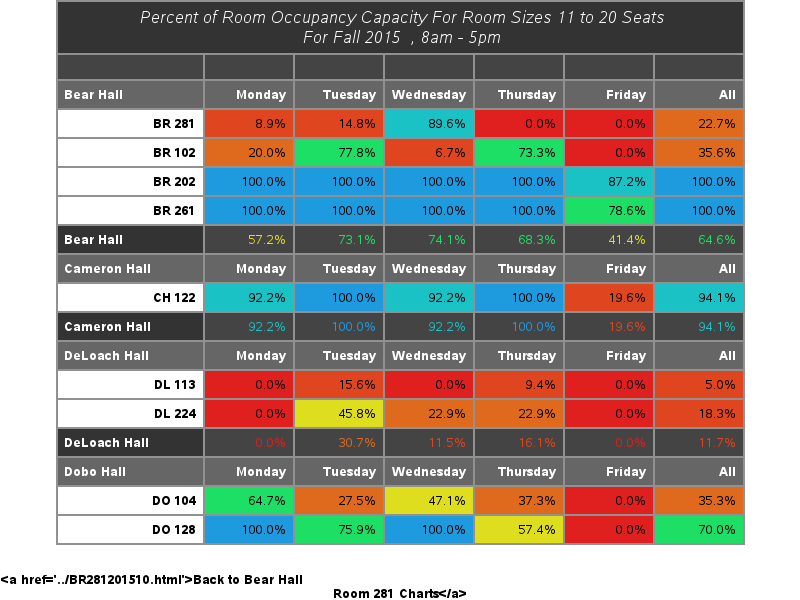 Percent of Room Occupancy Capacity For Room Sizes 11 to 20 Seats
For Fall 2015 , 8am - 5pm
Bear Hall Monday Tuesday Wednesday Thursday Friday All
BR 281 8.9% 14.8% 89.6% 0.0% 0.0% 22.7%
BR 102 20.0% 77.8% 6.7% 73.3% 0.0% 35.6%
BR 202 100.0% 100.0% 100.0% 100.0% 87.2% 100.0%
BR 261 100.0% 100.0% 100.0% 100.0% 78.6% 100.0%
Bear Hall 57.2% 73.1% 74.1% 68.3% 41.4% 64.6%
Cameron Hall Monday Tuesday Wednesday Thursday Friday All
CH 122 92.2% 100.0% 92.2% 100.0% 19.6% 94.1%
Cameron Hall 92.2% 100.0% 92.2% 100.0% 19.6% 94.1%
DeLoach Hall Monday Tuesday Wednesday Thursday Friday All
DL 113 0.0% 15.6% 0.0% 9.4% 0.0% 5.0%
DL 224 0.0% 45.8% 22.9% 22.9% 0.0% 18.3%
DeLoach Hall 0.0% 30.7% 11.5% 16.1% 0.0% 11.7%
Dobo Hall Monday Tuesday Wednesday Thursday Friday All
DO 104 64.7% 27.5% 47.1% 37.3% 0.0% 35.3%
DO 128 100.0% 75.9% 100.0% 57.4% 0.0% 70.0%
<a href='../BR281201510.html'>Back to Bear Hall
Room 281 Charts</a>